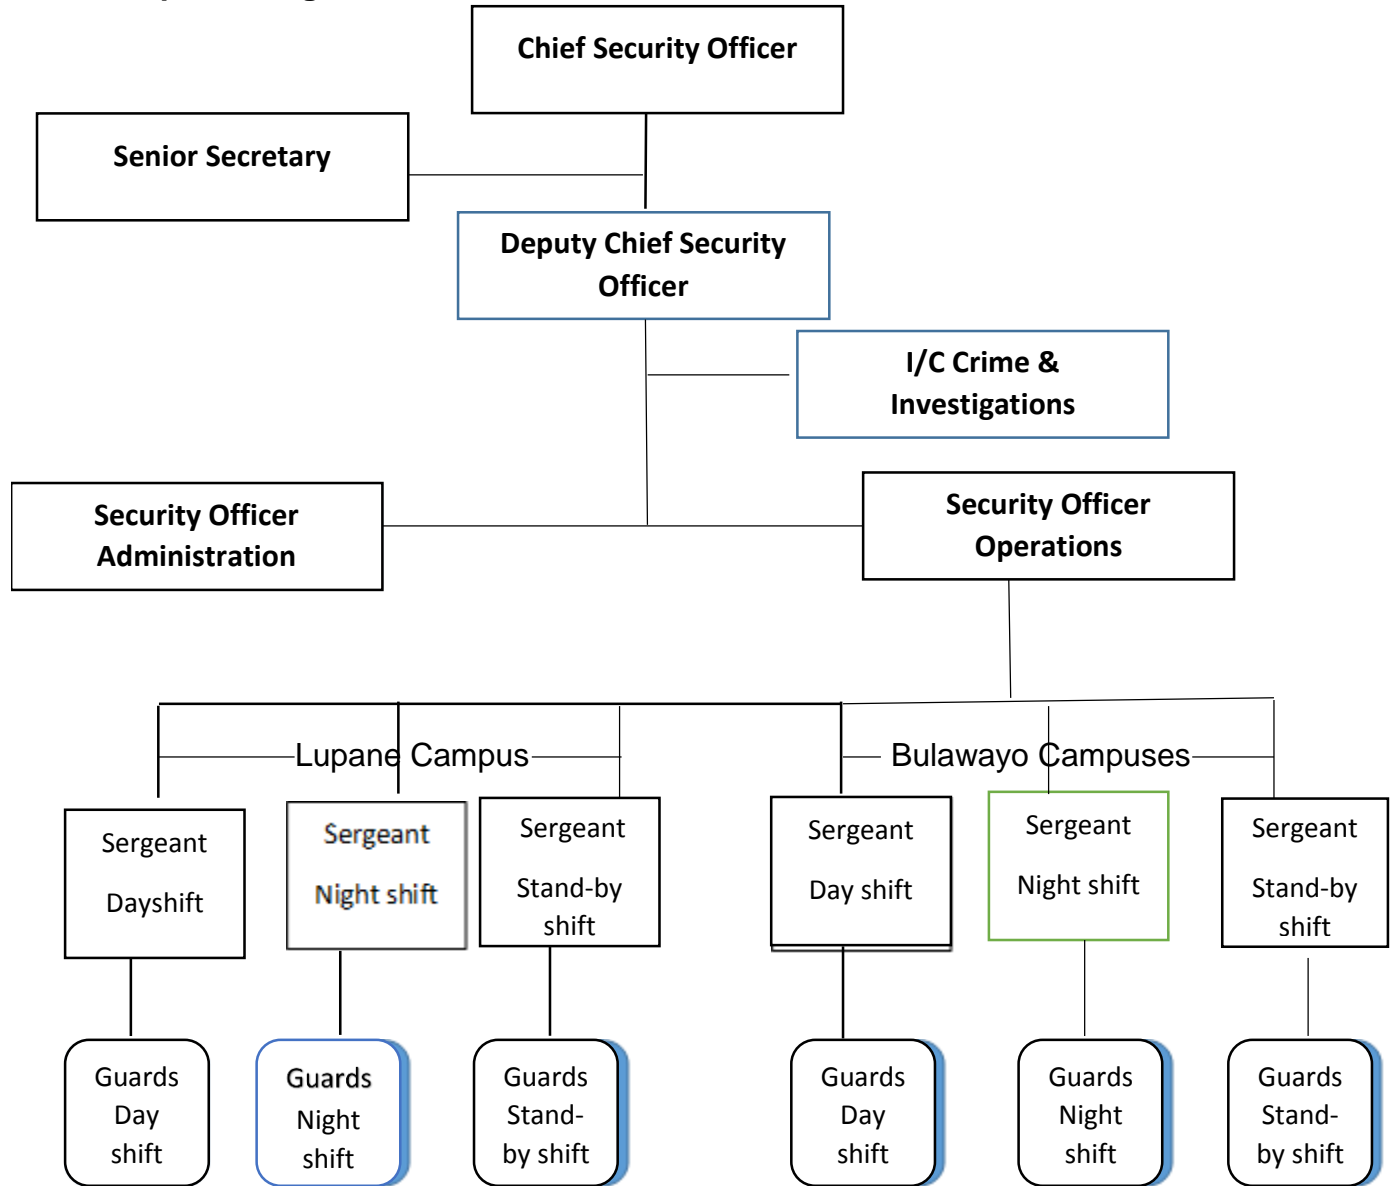 Chief Security Officer
Senior Secretary
Deputy Chief Security
Officer
I/C Crime &
Investigations
Security Officer
Administration
Security Officer
Operations
Lupane Campus
Bulawayo Campuses
Sergeant
Dayshift
Sergeant
Night shift
Sergeant
Stand-by
shift
Sergeant
Day shift
Sergeant
Night shift
Sergeant
Stand-by
shift
Guards
Day
shift
Guards
Night
shift
Guards
Stand-
by shift
Guards
Day
shift
Guards
Night
shift
Guards
Stand-
by shift